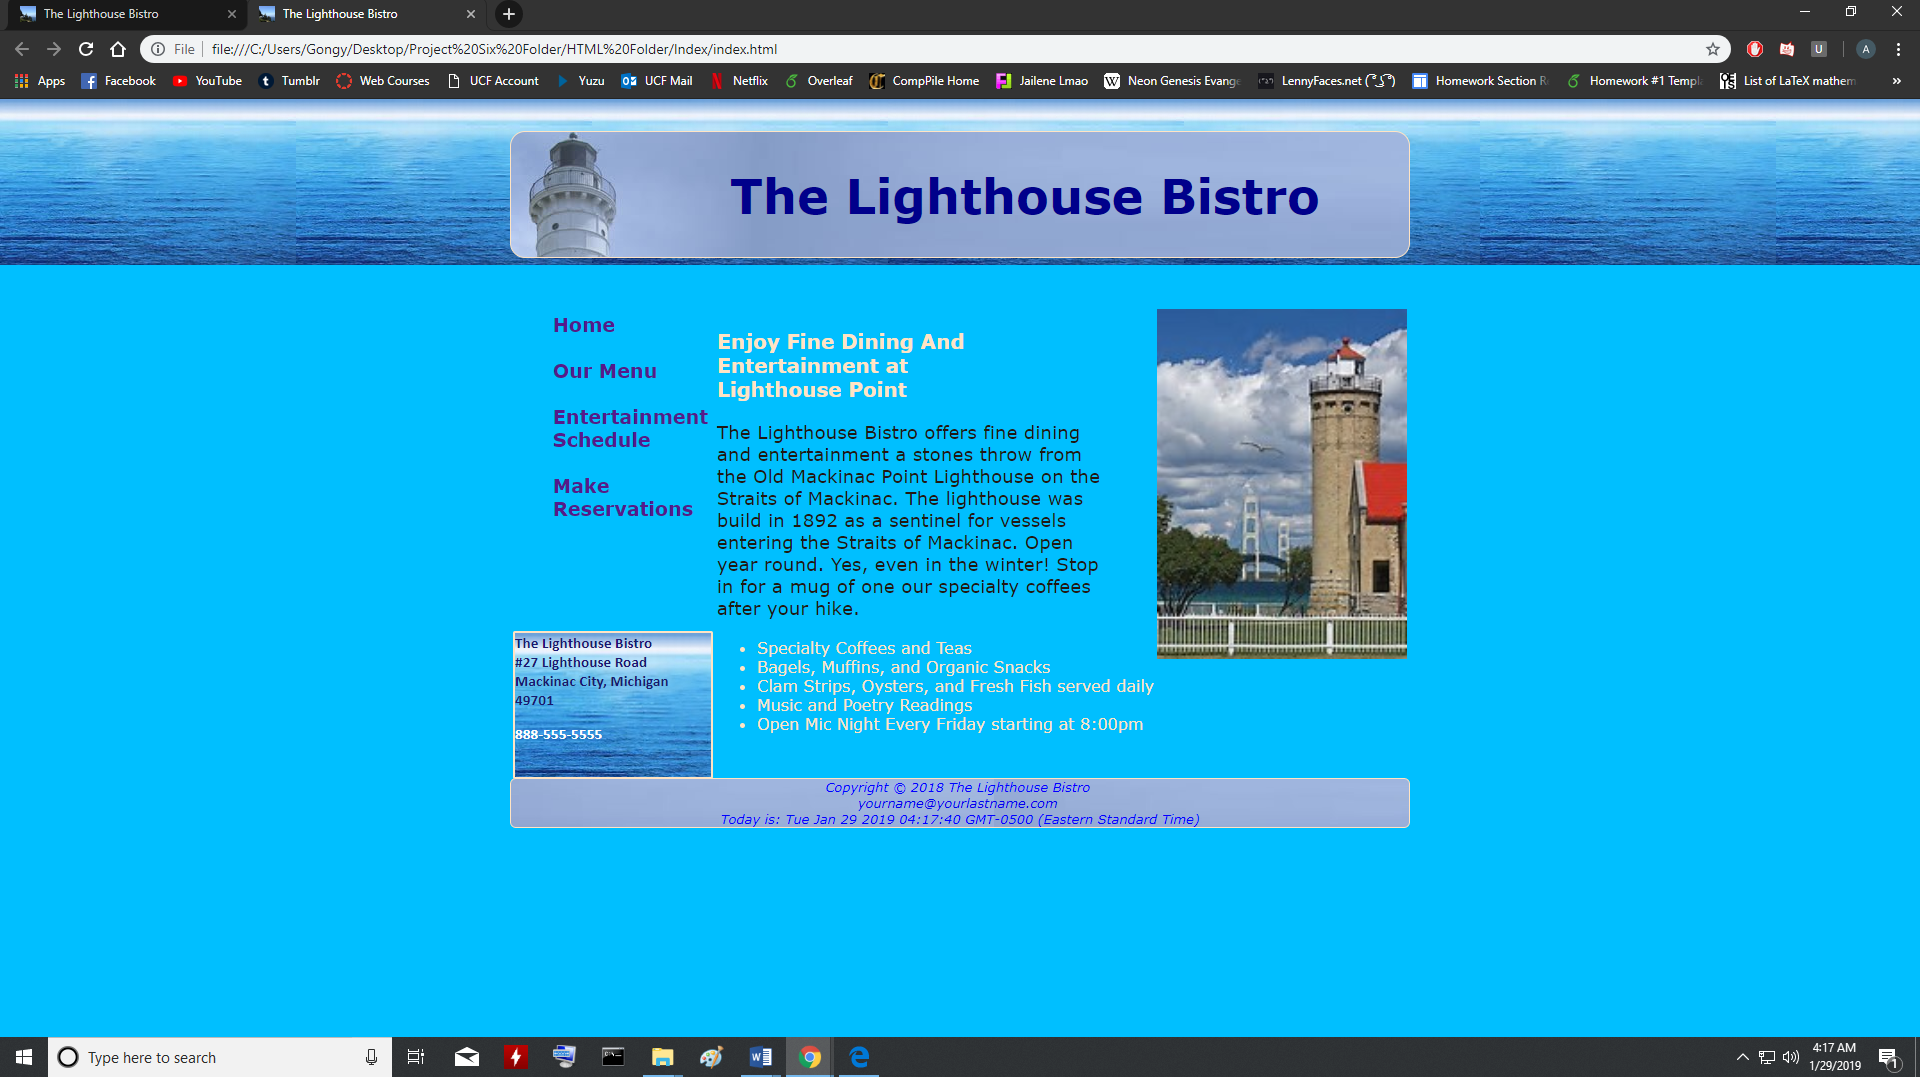 The Lighthouse Bistro
The Lighthouse Bistro
File
file:///C:/Users/Gongy/Desktop/Project%20Six%20Folder/HTML%20Folder/Index/index.html
U
A
Apps
Facebook
YouTube
Tumblr
Web Courses
UCF Account
Yuzu
UCF Mail
Netflix
Overleaf
CompPile Home
Jailene Lmao
Neon Genesis Evange
LennyFaces.net ( ͡° ͜ʖ ͡°)
Homework Section R
Homework #1 Templ
List of LaTeX mathem
»
The Lighthouse Bistro
Home
Our Menu
Entertainment
Schedule
Make
Reservations
Enjoy Fine Dining And
Entertainment at
Lighthouse Point
The Lighthouse Bistro offers fine dining
and entertainment a stones throw from
the Old Mackinac Point Lighthouse on the
Straits of Mackinac. The lighthouse was
build in 1892 as a sentinel for vessels
entering the Straits of Mackinac. Open
year round. Yes, even in the winter! Stop
in for a mug of one our specialty coffees
after your hike.
• Specialty Coffees and Teas
• Bagels, Muffins, and Organic Snacks
• Clam Strips, Oysters, and Fresh Fish served daily
• Music and Poetry Readings
• Open Mic Night Every Friday starting at 8:00pm
The Lighthouse Bistro
#27 Lighthouse Road
Mackinac City, Michigan
49701
888-555-5555
Copyright © 2018 The Lighthouse Bistro
yourname@yourlastname.com
Today is: Tue Jan 29 2019 04:17:40 GMT-0500 (Eastern Standard Time)
Type here to search
4:17 AM
1/29/2019
1